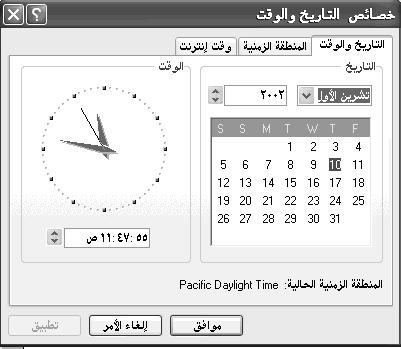 خصائص التاريخ والوقت
التاريخ والوقت المنطقة الزمنية وقت إنترنت
التاريخ
تشرين الأول ٢٠٠٢
S S M T W T F
1 2 3 4
5 6 7 8 9 10 11
12 13 14 15 16 17 18
19 20 21 22 23 24 25
26 27 28 29 30 31
الوقت
١١:٤٧:٥٥ ص
المنطقة الزمنية الحالية: Pacific Daylight Time
موافق إلغاء الأمر تطبيق